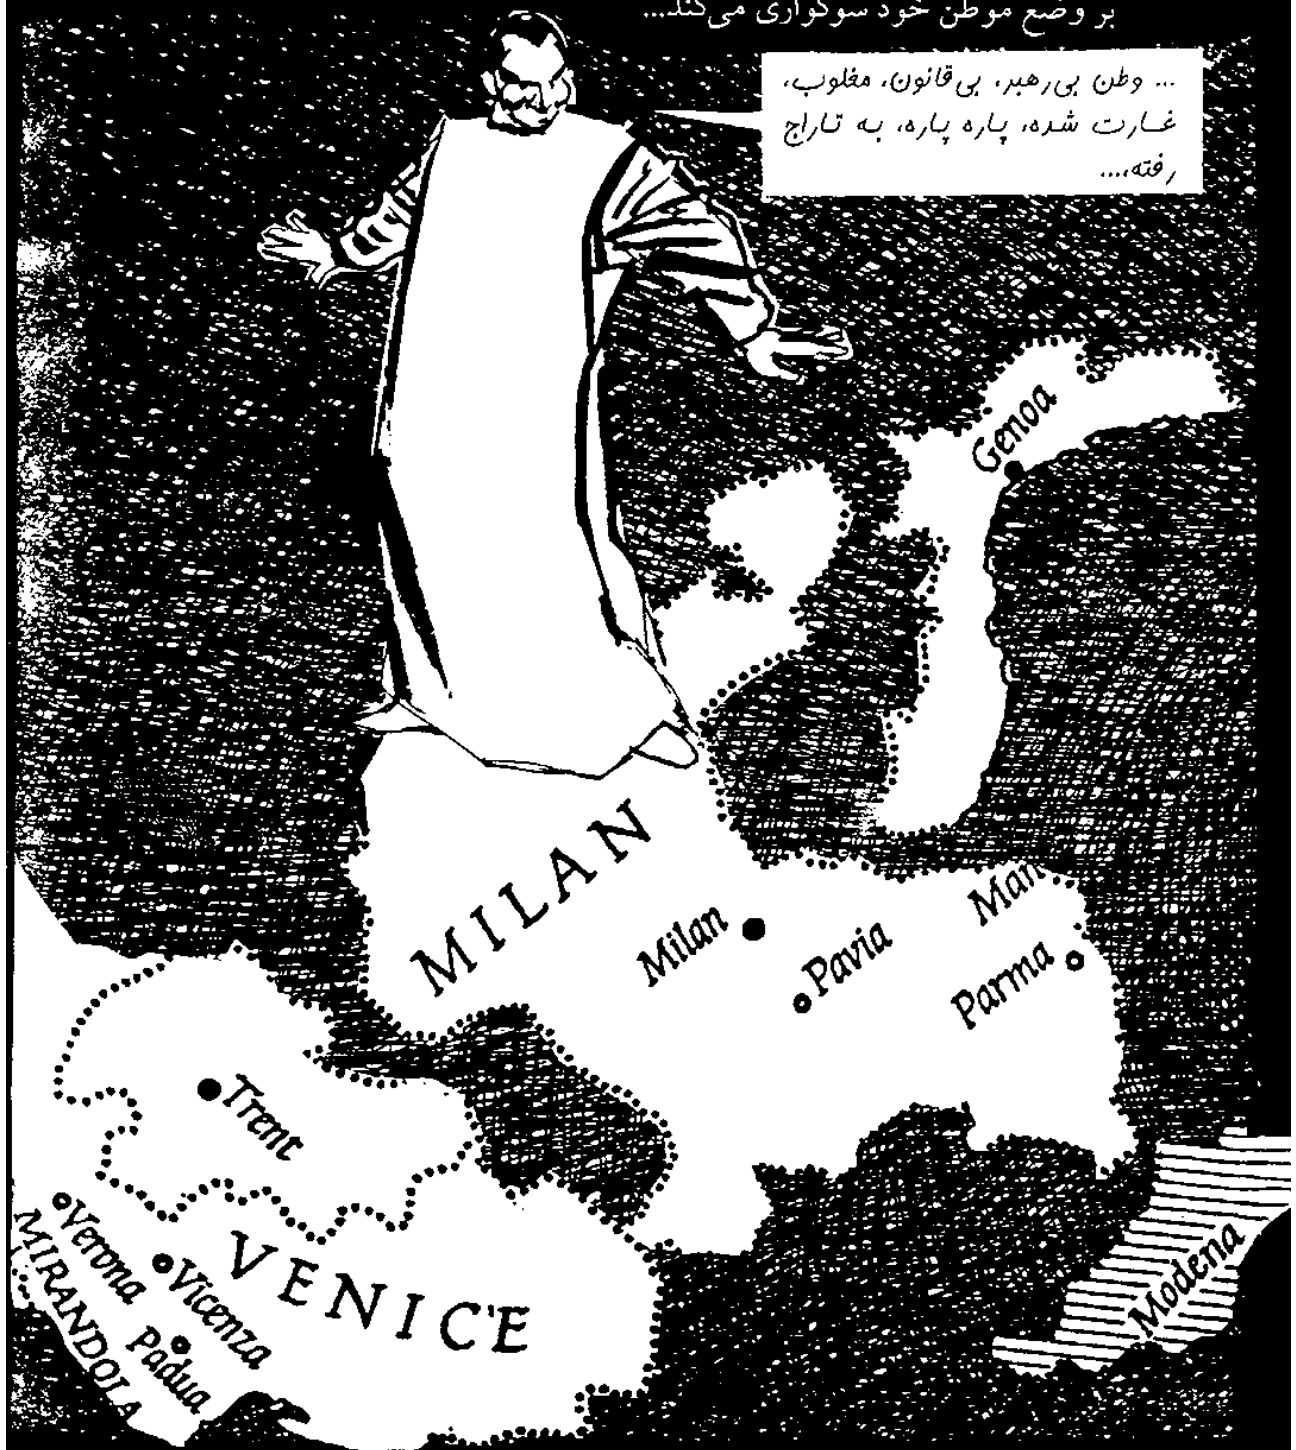 بر وضع موطن خود سوگواری می‌کند...
... وطن بی‌رهبر، بی‌قانون، مغلوب،
غارت شده، پاره پاره، به تاراج
رفته،...
Genoa
MILAN
Milan
Pavia
Man
Parma
Trent
VENICE
Verona
Vicenza
MIRANDOLA
Padua
Modena